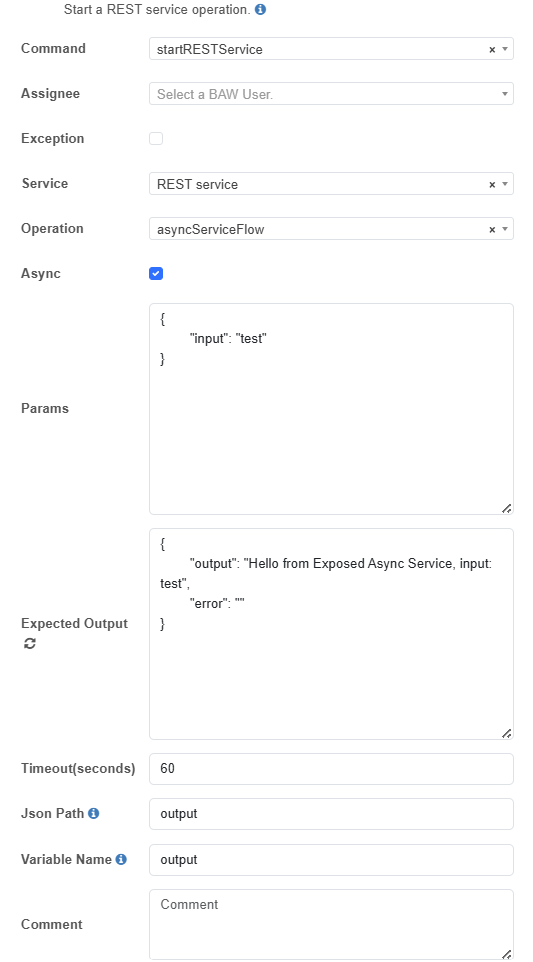 Start a REST service operation.
Command
startRESTService
×
Assignee
Select a BAW User.
Exception
Service
REST service
×
Operation
asyncServiceFlow
×
Async
Params
{
"input": "test"
}
Expected Output
{
"output": "Hello from Exposed Async Service, input:
test",
"error": ""
}
Timeout(seconds)
60
Json Path
output
Variable Name
output
Comment
Comment